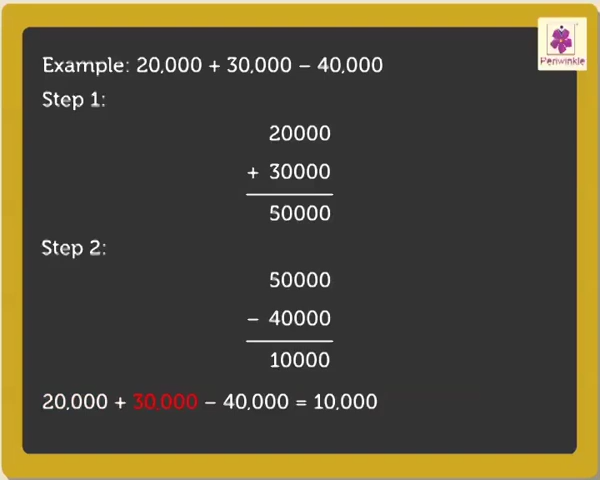 Periwinkle
Example: 20,000 + 30,000 – 40,000
Step 1:
20000
+ 30000
50000
Step 2:
50000
– 40000
10000
20,000 + 30,000 – 40,000 = 10,000